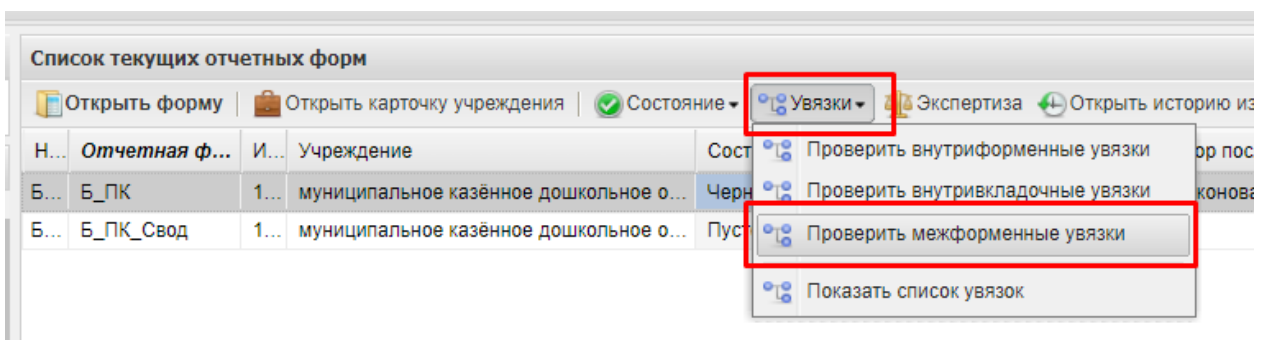 Список текущих отчетных форм
Открыть форму Открыть карточку учреждения Состояние Увязки Экспертиза Открыть историю из
Н... Отчетная ф... И... Учреждение Сост ор пос
Б... Б_ПК 1... муниципальное казённое дошкольное о... Черн конова
Б... Б_ПК_Свод 1... муниципальное казённое дошкольное о... Пуст
Проверить внутриформенные увязки
Проверить внутривкладочные увязки
Проверить межформенные увязки
Показать список увязок